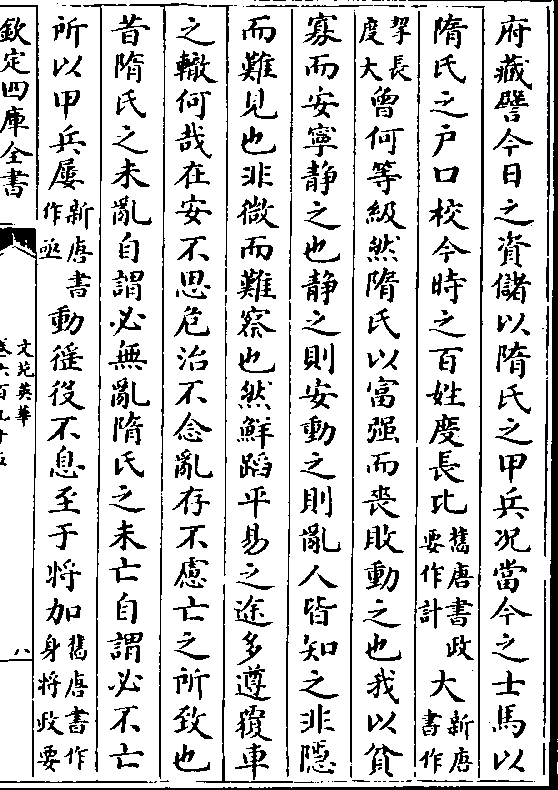 府藏譬今日之資儲以隋氏之甲兵况當今之士馬以
隋氏之户口校今時之百姓度長比舊唐書政要作計大新唐書作
挈長度大曾何等級然隋氏以富强而喪敗動之也我以貧
寡而安寧静之也静之則安動之則亂人皆知之非隠
而難見也非微而難察也然鮮蹈平易之途多遵覆車
之轍何哉在安不思危治不念亂存不慮亡之所致也
昔隋氏之未亂自謂必無亂隋氏之未亡自謂必不亡
所以甲兵屢新唐書作亟動徭役不息至于将加舊唐書作身将政要
欽定四庫全書
文苑英華
卷六百九十五
八